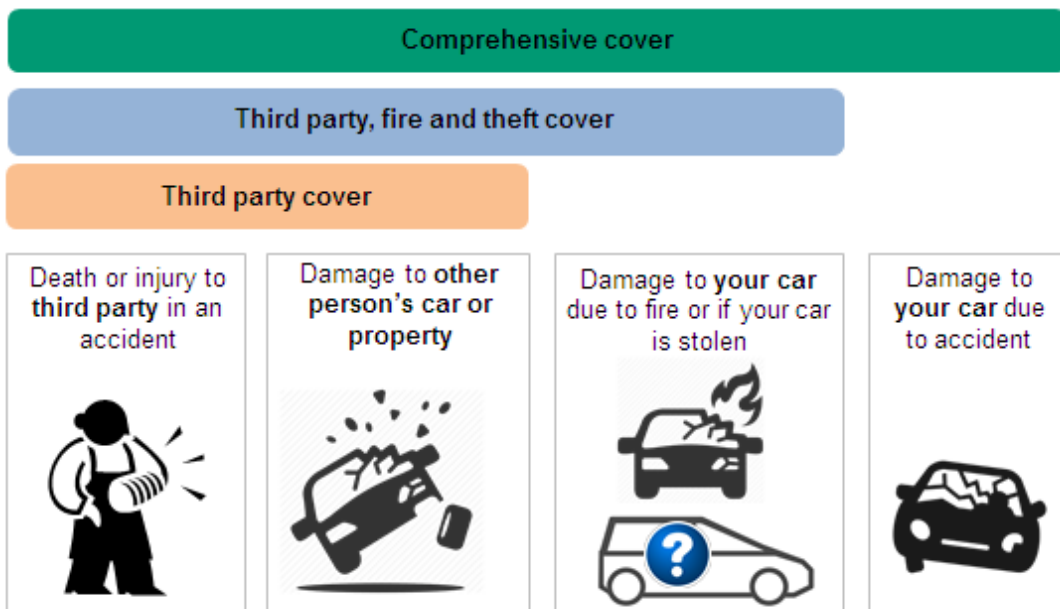 Comprehensive cover
Third party, fire and theft cover
Third party cover
Death or injury to
third party in an
accident
Damage to other
person's car or
property
Damage to your car
due to fire or if your car
is stolen
?
Damage to
your car due
to accident